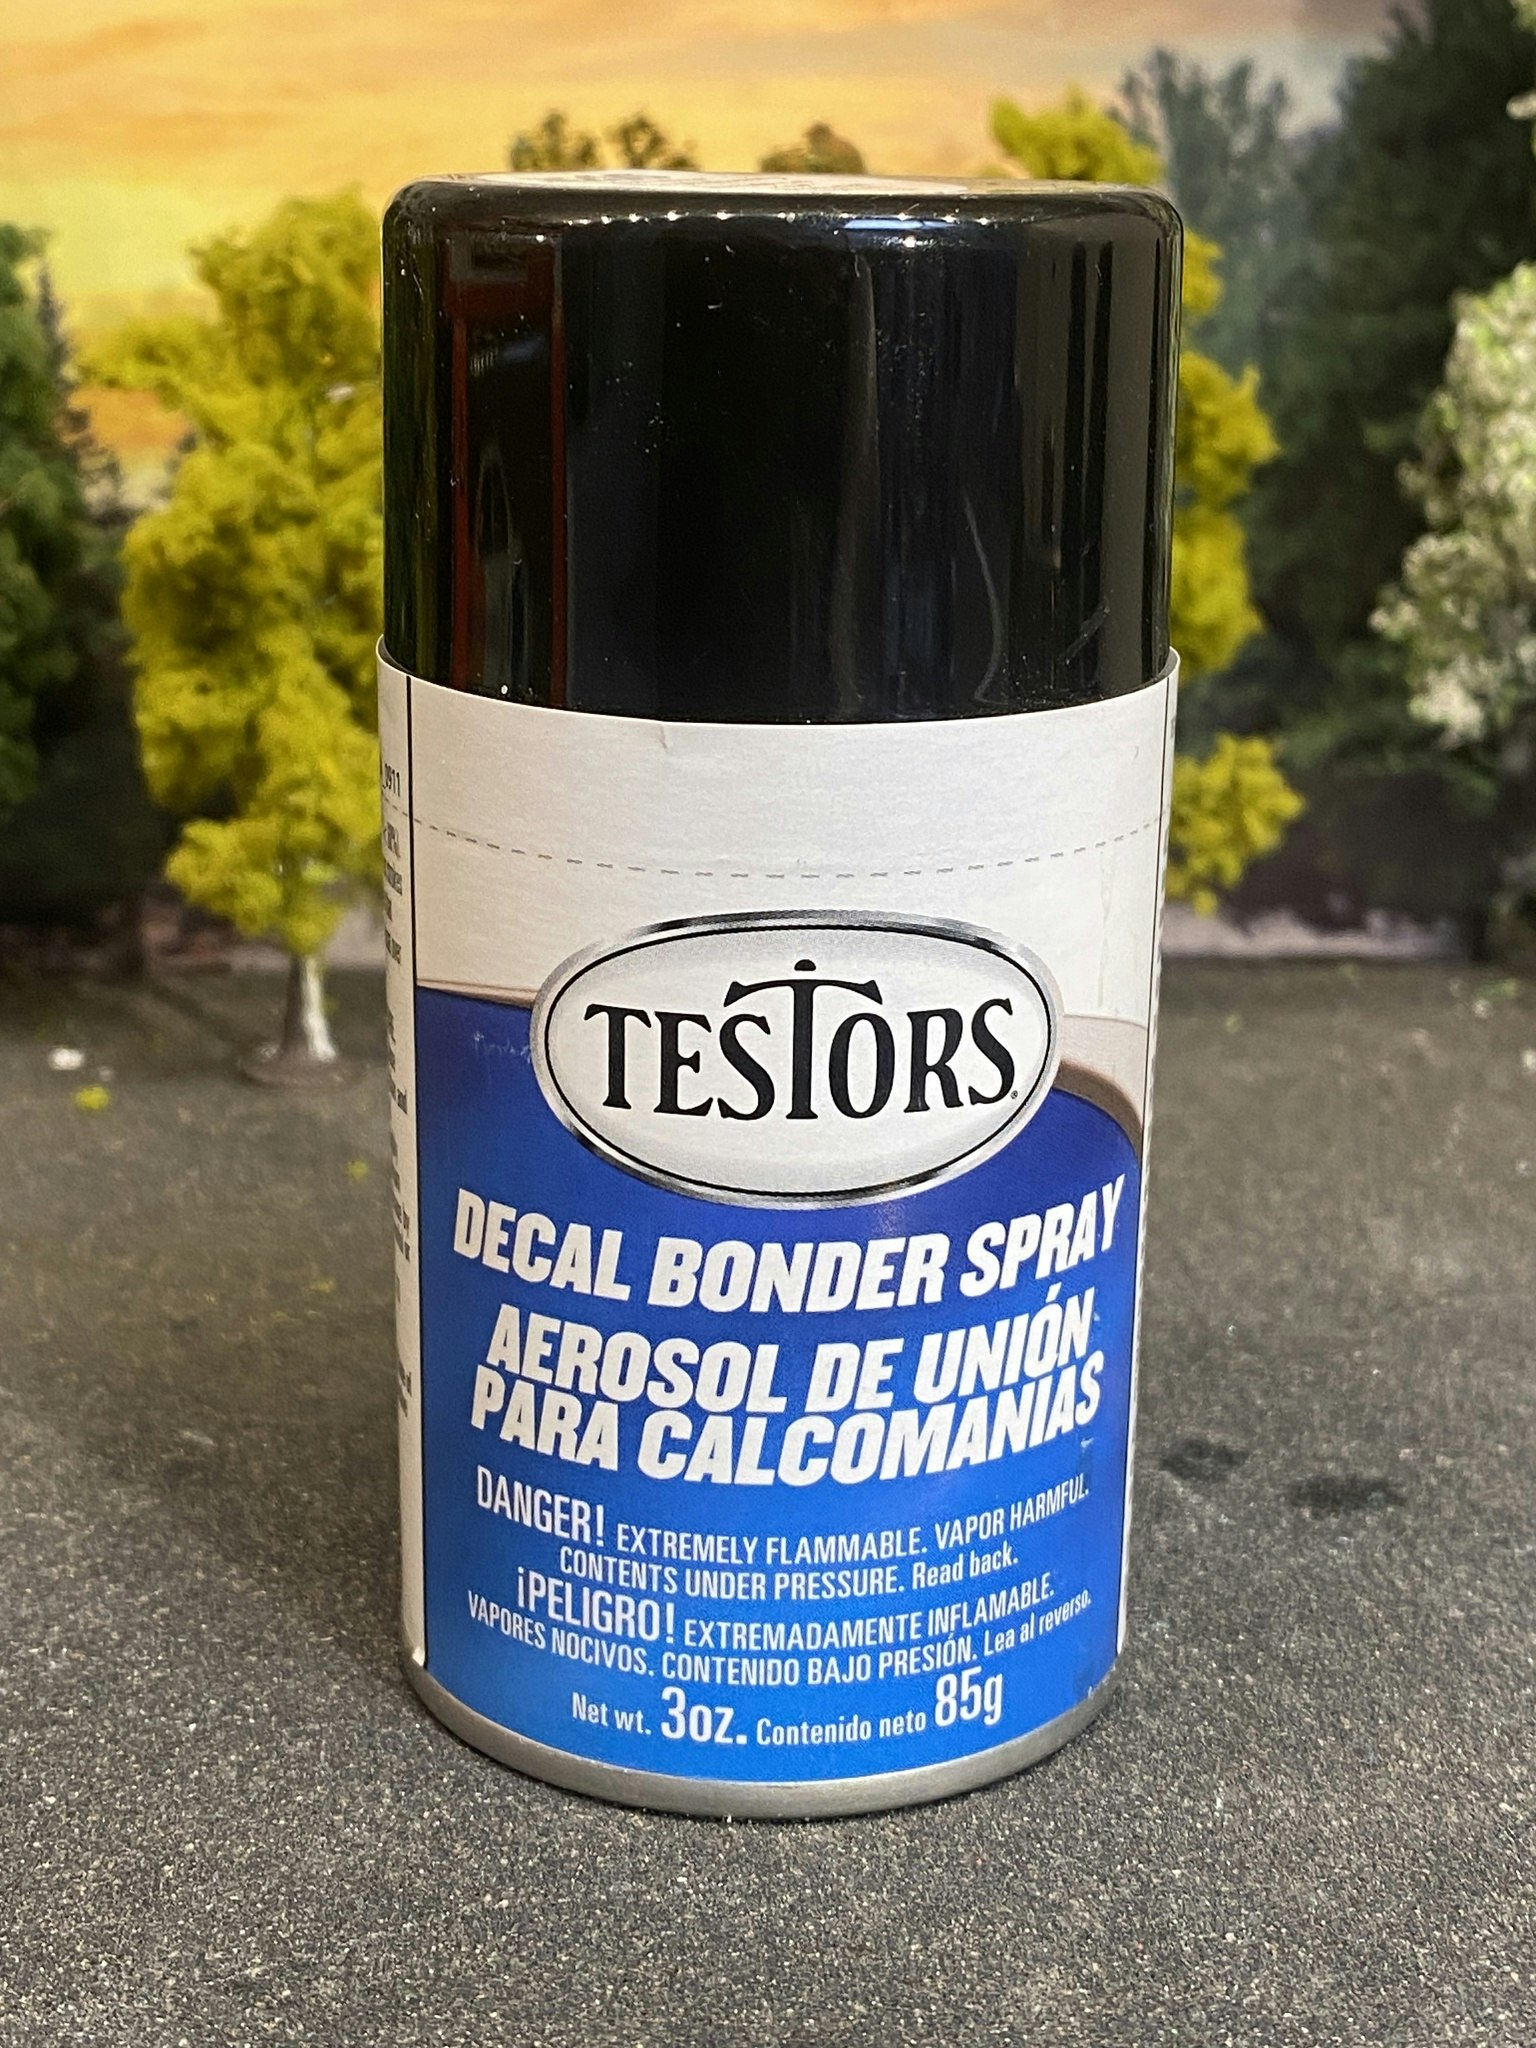 TESTORS®
DECAL BONDER SPRAY
AEROSOL DE UNIÓN
PARA CALCOMANIAS
DANGER! EXTREMELY FLAMMABLE. VAPOR HARMFUL.
CONTENTS UNDER PRESSURE. Read back.
¡PELIGRO! EXTREMADAMENTE INFLAMABLE.
VAPORES NOCIVOS. CONTENIDO BAJO PRESIÓN. Lea al reverso.
Net wt. 3oz. Contenido neto 85g